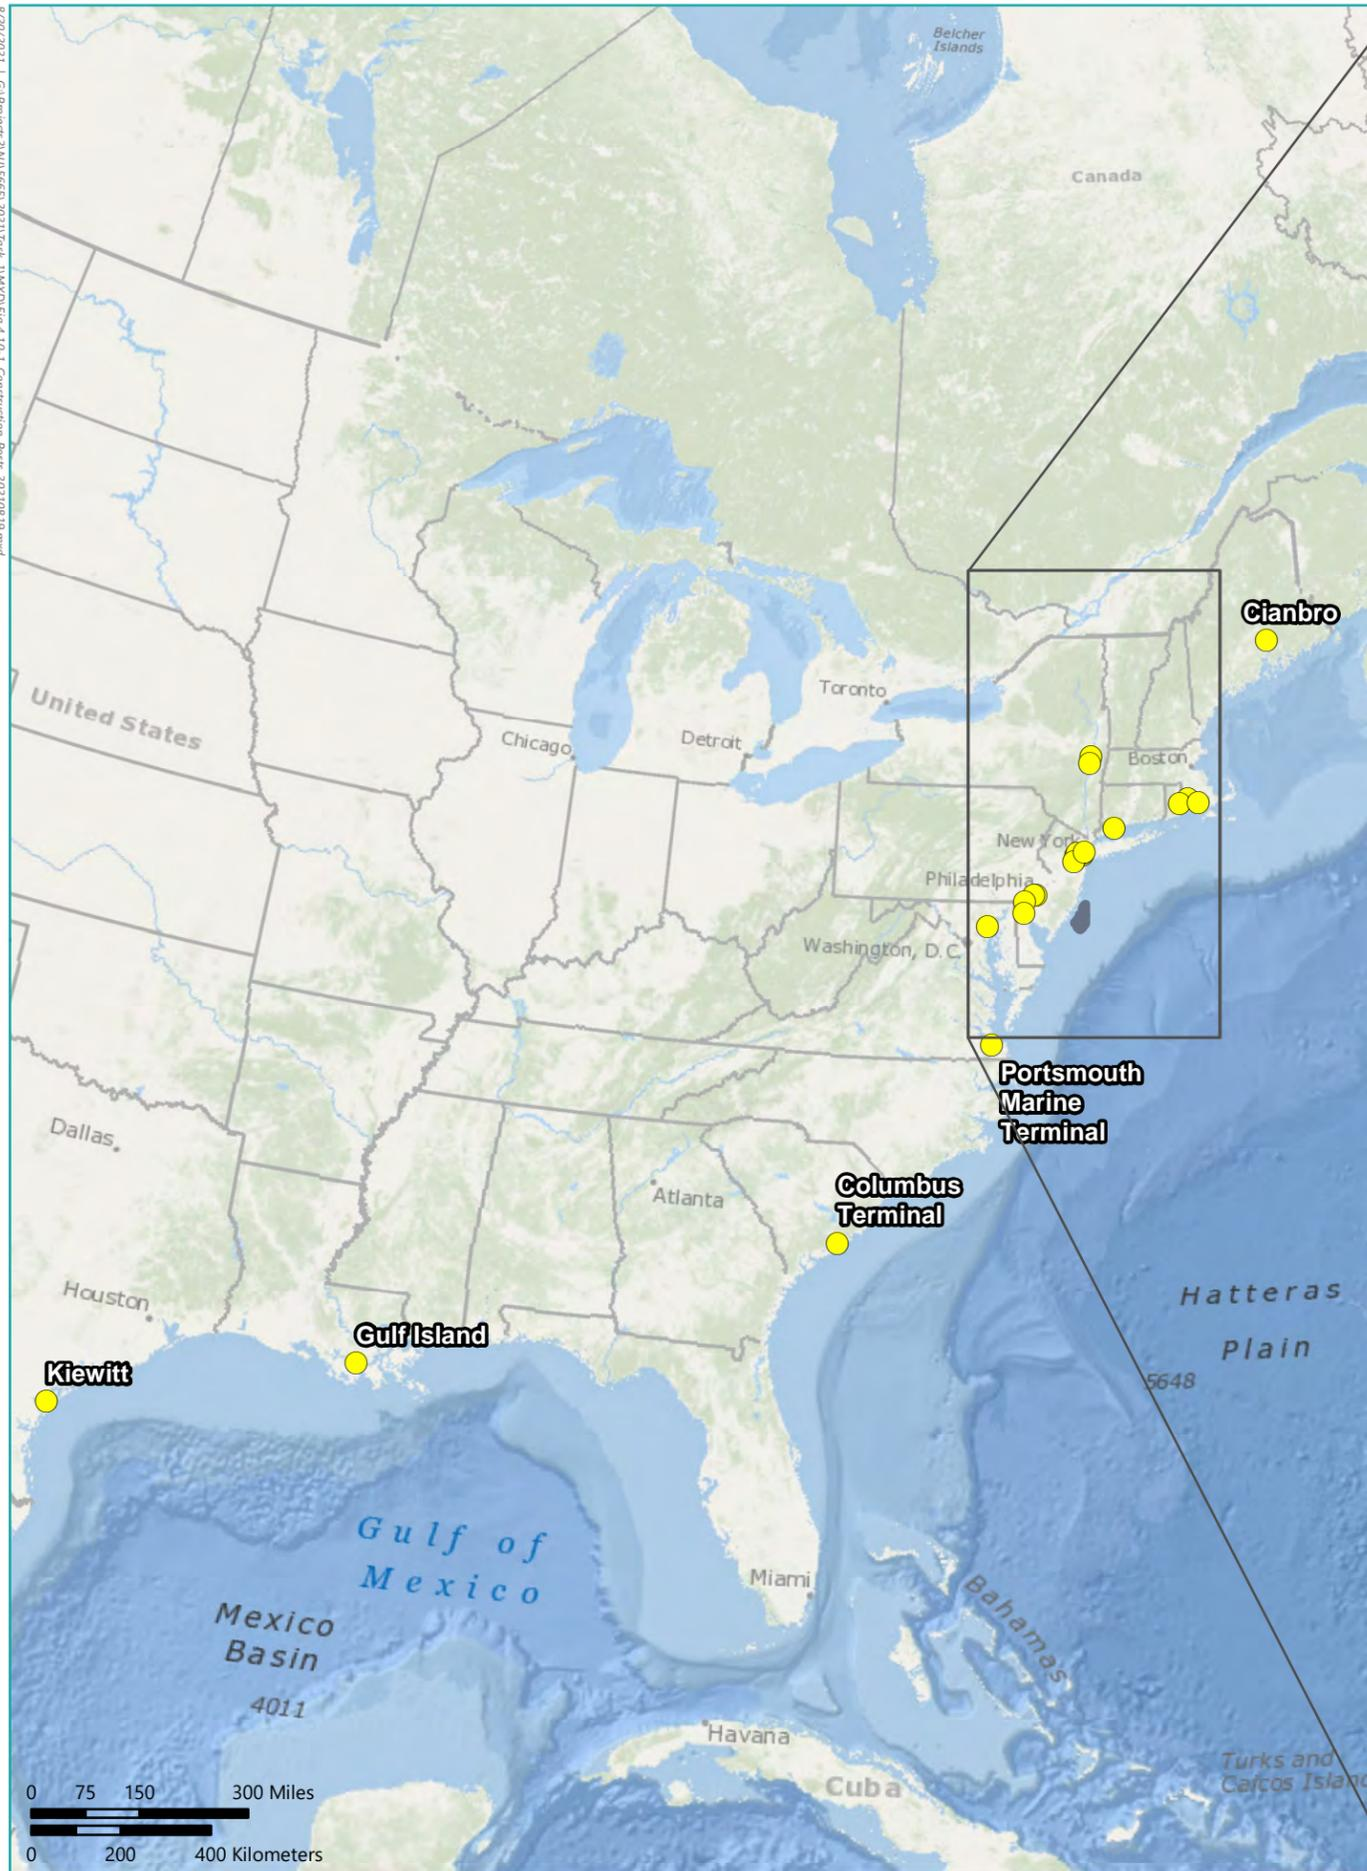 Belcher
Islands
Canada
Cianbro
Toronto
United States
Chicago
Detroit
Boston
New York
Philadelphia
Washington, D.C.
Portsmouth
Marine
Terminal
Dallas
Atlanta
Columbus
Terminal
Houston
Hatteras
Plain
Gulf Island
Kiewitt
5648
Gulf of
Mexico
Miami
Bahamas
Mexico
Basin
4011
Havana
Cuba
Turks and
0 75 150 300 Miles
0 200 400 Kilometers